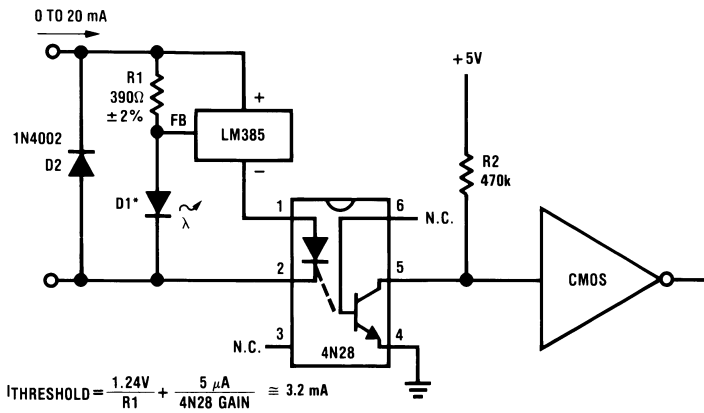 0 TO 20 mA
R1
390Ω
±2%
FB
+
LM385
−
1N4002
D2
D1*
λ
+5V
R2
470k
1
6
N.C.
2
5
CMOS
3
N.C.
4
4N28
ITHRESHOLD = 1.24V / R1 + 5 μA / 4N28 GAIN ≅ 3.2 mA